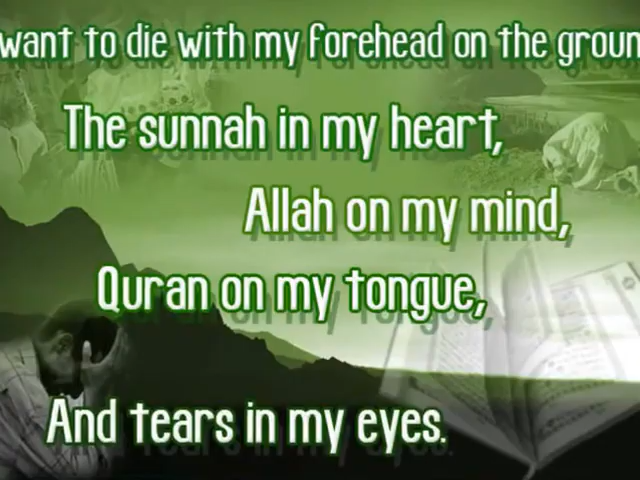 want to die with my forehead on the groun
The sunnah in my heart,
Allah on my mind,
Quran on my tongue,
And tears in my eyes.